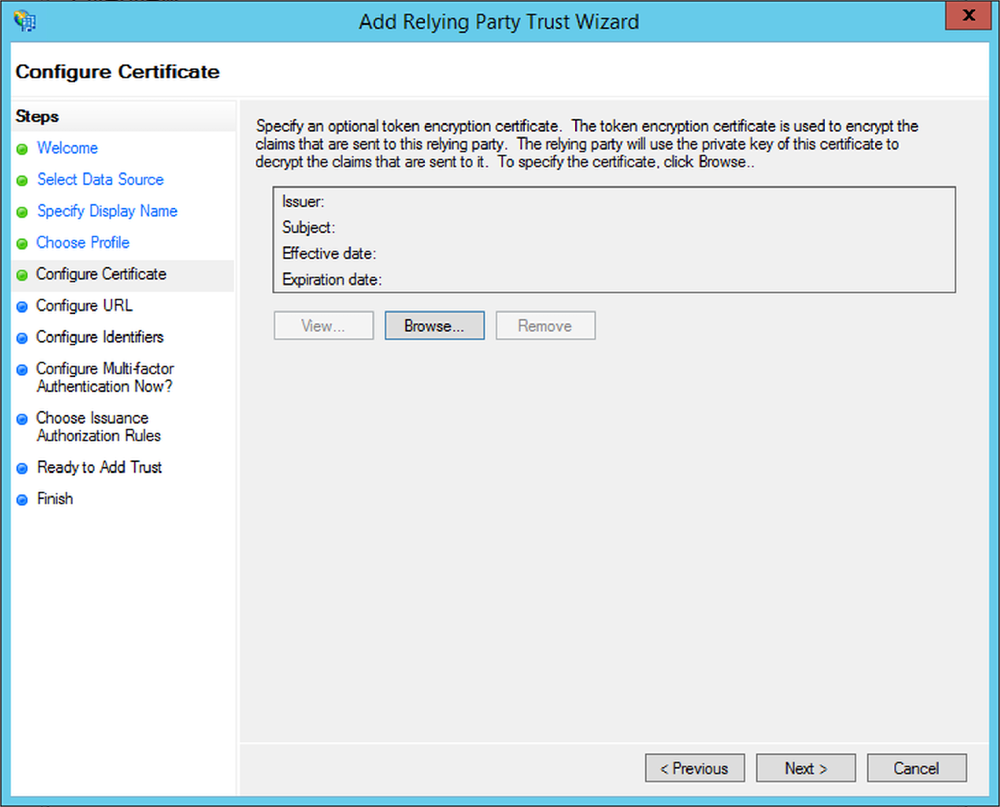 Add Relying Party Trust Wizard
X
Configure Certificate
Steps
Welcome
Select Data Source
Specify Display Name
Choose Profile
Configure Certificate
Configure URL
Configure Identifiers
Configure Multi-factor
Authentication Now?
Choose Issuance
Authorization Rules
Ready to Add Trust
Finish
Specify an optional token encryption certificate.  The token encryption certificate is used to encrypt the
claims that are sent to this relying party.  The relying party will use the private key of this certificate to
decrypt the claims that are sent to it.  To specify the certificate, click Browse..
Issuer:
Subject:
Effective date:
Expiration date:
View...
Browse...
Remove
< Previous
Next >
Cancel